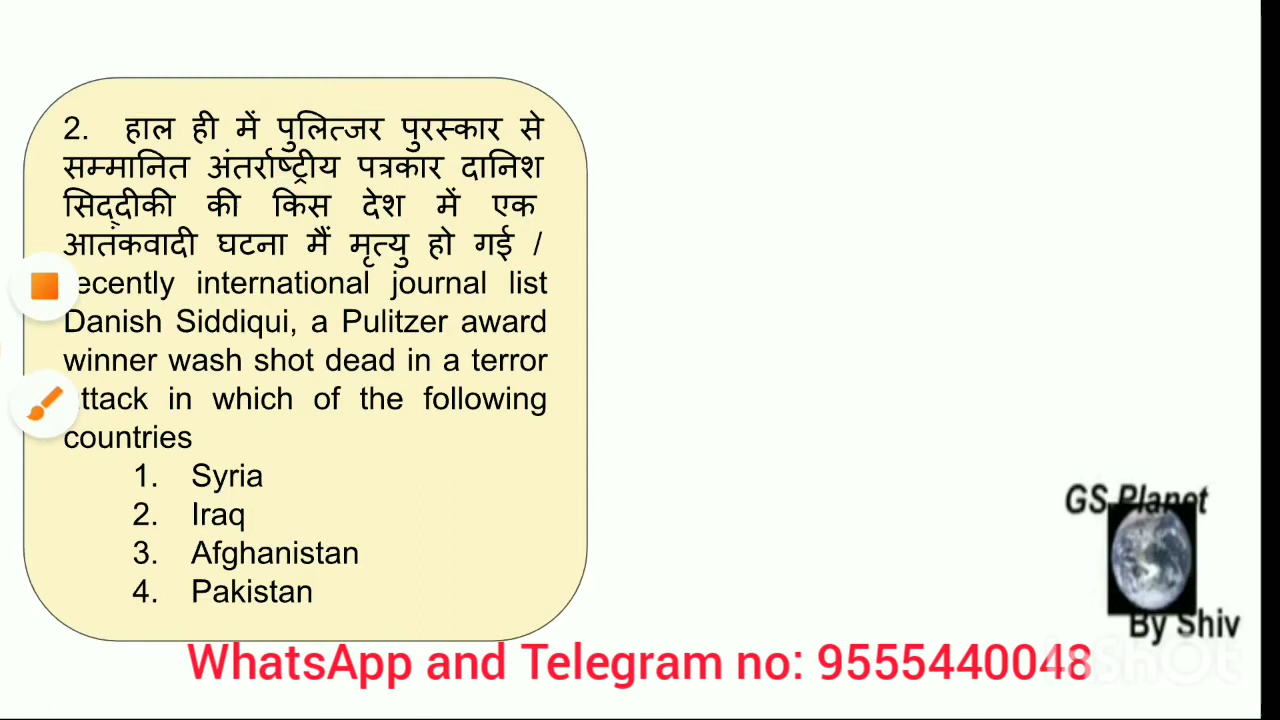 2. हाल ही में पुलित्जर पुरस्कार से
सम्मानित अंतर्राष्ट्रीय पत्रकार दानिश
सिद्दीकी की किस देश में एक
आतंकवादी घटना मैं मृत्यु हो गई /
ecently international journal list
Danish Siddiqui, a Pulitzer award
winner wash shot dead in a terror
ttack in which of the following
countries
1. Syria
2. Iraq
3. Afghanistan
4. Pakistan
GS Planet
By Shiv
WhatsApp and Telegram no: 9555440048